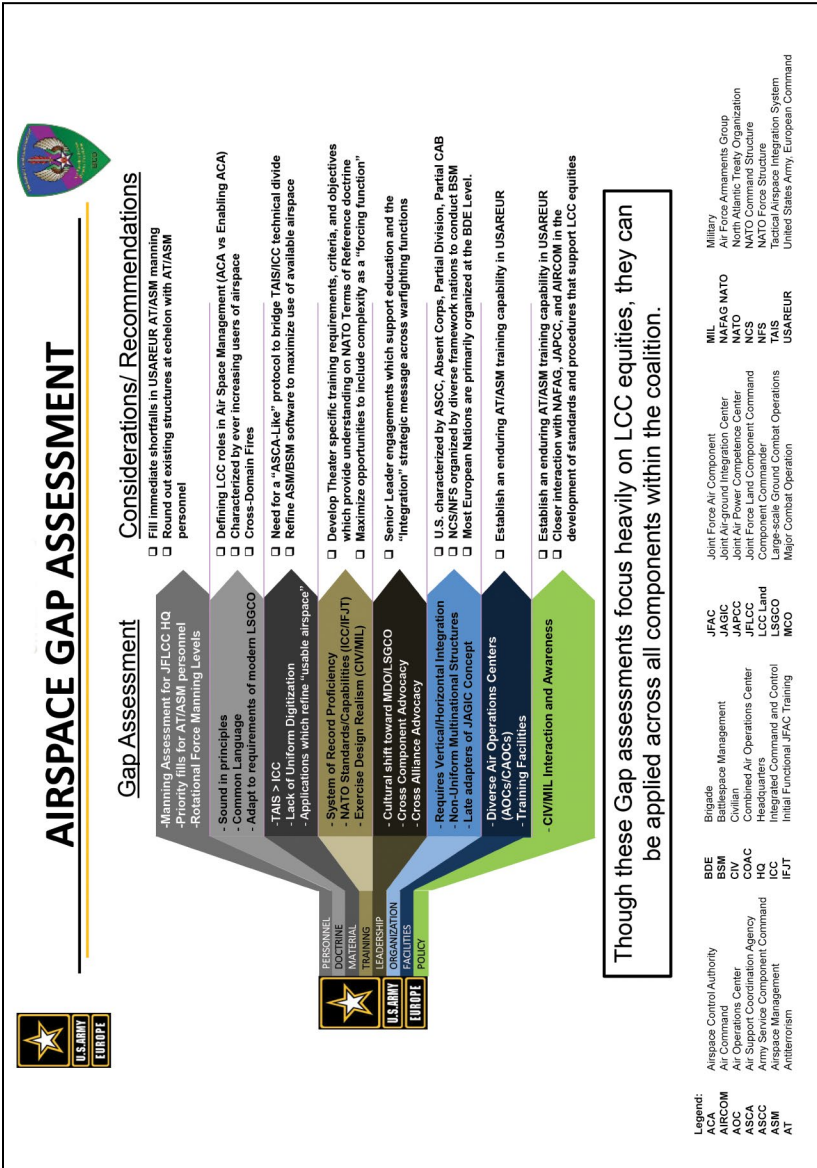 AIRSPACE GAP ASSESSMENT
U.S. ARMY
EUROPE
Gap Assessment
Considerations/ Recommendations
U.S. ARMY
EUROPE
PERSONNEL
-Manning Assessment for JFLCC HQ
-Priority fills for AT/ASM personnel
-Rotational Force Manning Levels
❑ Fill immediate shortfalls in USAREUR AT/ASM manning
❑ Round out existing structures at echelon with AT/ASM
personnel
DOCTRINE
- Sound in principles
- Common Language
- Adapt to requirements of modern LSGCO
❑ Defining LCC roles in Air Space Management (ACA vs Enabling ACA)
❑ Characterized by ever increasing users of airspace
❑ Cross-Domain Fires
MATERIAL
-TAIS > ICC
- Lack of Uniform Digitization
- Applications which refine “usable airspace”
❑ Need for a “ASCA-Like” protocol to bridge TAIS/ICC technical divide
❑ Refine ASM/BSM software to maximize use of available airspace
TRAINING
- System of Record Proficiency
- NATO Standards/Capabilities (ICC/IFJT)
- Exercise Design Realism (CIV/MIL)
❑ Develop Theater specific training requirements, criteria, and objectives
which provide understanding on NATO Terms of Reference doctrine
❑ Maximize opportunities to include complexity as a “forcing function”
LEADERSHIP
- Cultural shift toward MDO/LSGCO
- Cross Component Advocacy
- Cross Alliance Advocacy
❑ Senior Leader engagements which support education and the
“Integration” strategic message across warfighting functions
ORGANIZATION
- Requires Vertical/Horizontal Integration
- Non-Uniform Multinational Structures
- Late adapters of JAGIC Concept
❑ U.S. characterized by ASCC, Absent Corps, Partial Division, Partial CAB
❑ NCS/NFS organized by diverse framework nations to conduct BSM
❑ Most European Nations are primarily organized at the BDE Level.
FACILITIES
- Diverse Air Operations Centers
(AOCs/CAOCs)
- Training Facilities
❑ Establish an enduring AT/ASM training capability in USAREUR
POLICY
- CIV/MIL Interaction and Awareness
❑ Establish an enduring AT/ASM training capability in USAREUR
❑ Closer interaction with NAFAG, JAPCC, and AIRCOM in the
development of standards and procedures that support LCC equities
Though these Gap assessments focus heavily on LCC equities, they can
be applied across all components within the coalition.
Legend:
ACA Airspace Control Authority
AIRCOM Air Command
AOC Air Operations Center
ASCA Air Support Coordination Agency
ASCC Army Service Component Command
ASM Airspace Management
AT Antiterrorism
BDE Brigade
BSM Battlespace Management
CIV Civilian
COAC Combined Air Operations Center
HQ Headquarters
ICC Integrated Command and Control
IFJT Initial Functional JFAC Training
JFAC Joint Force Air Component
JAGIC Joint Air-ground Integration Center
JAPCC Joint Air Power Competence Center
JFLCC Joint Force Land Component Command
LCC Land Component Commander
LSGCO Large-scale Ground Combat Operations
MCO Major Combat Operation
MIL Military
NAFAG NATO Air Force Armaments Group
NATO North Atlantic Treaty Organization
NCS NATO Command Structure
NFS NATO Force Structure
TAIS Tactical Airspace Integration System
USAREUR United States Army, European Command